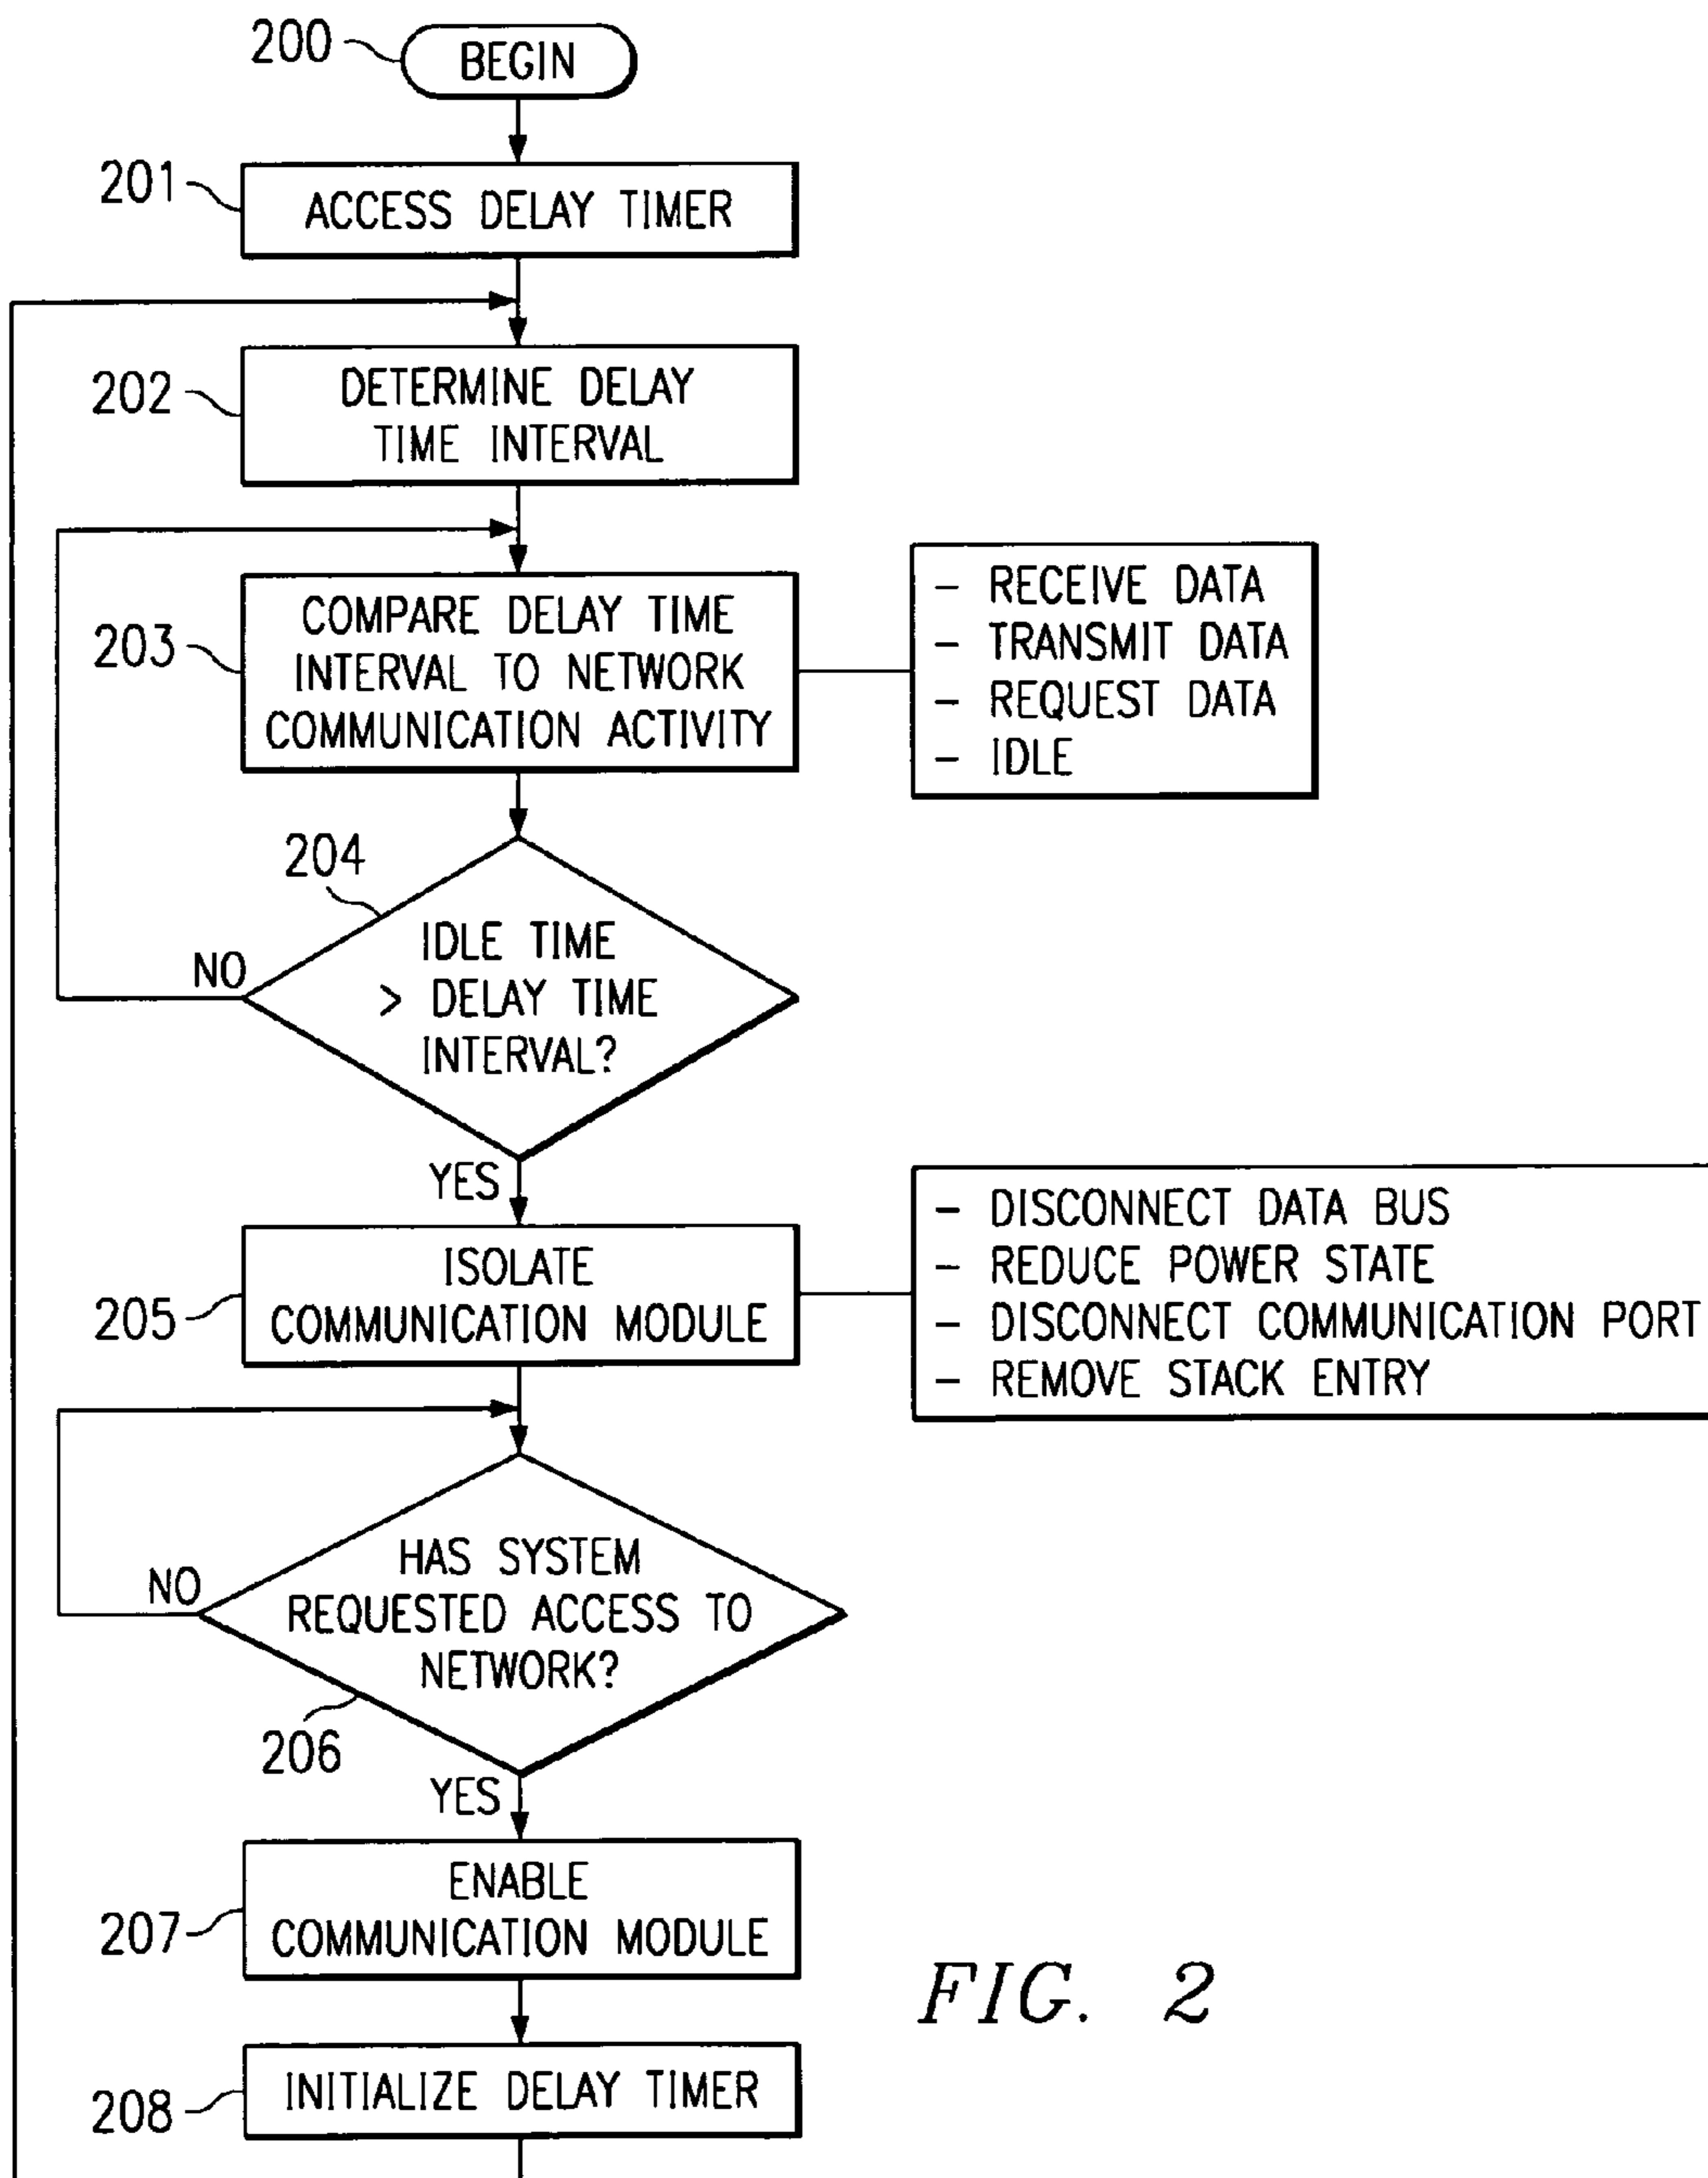 200
BEGIN
201
ACCESS DELAY TIMER
202
DETERMINE DELAY
TIME INTERVAL
203
COMPARE DELAY TIME
INTERVAL TO NETWORK
COMMUNICATION ACTIVITY
- RECEIVE DATA
- TRANSMIT DATA
- REQUEST DATA
- IDLE
204
IDLE TIME
> DELAY TIME
INTERVAL?
NO
YES
205
ISOLATE
COMMUNICATION MODULE
- DISCONNECT DATA BUS
- REDUCE POWER STATE
- DISCONNECT COMMUNICATION PORT
- REMOVE STACK ENTRY
HAS SYSTEM
REQUESTED ACCESS TO
NETWORK?
NO
206
YES
207
ENABLE
COMMUNICATION MODULE
208
INITIALIZE DELAY TIMER
FIG. 2